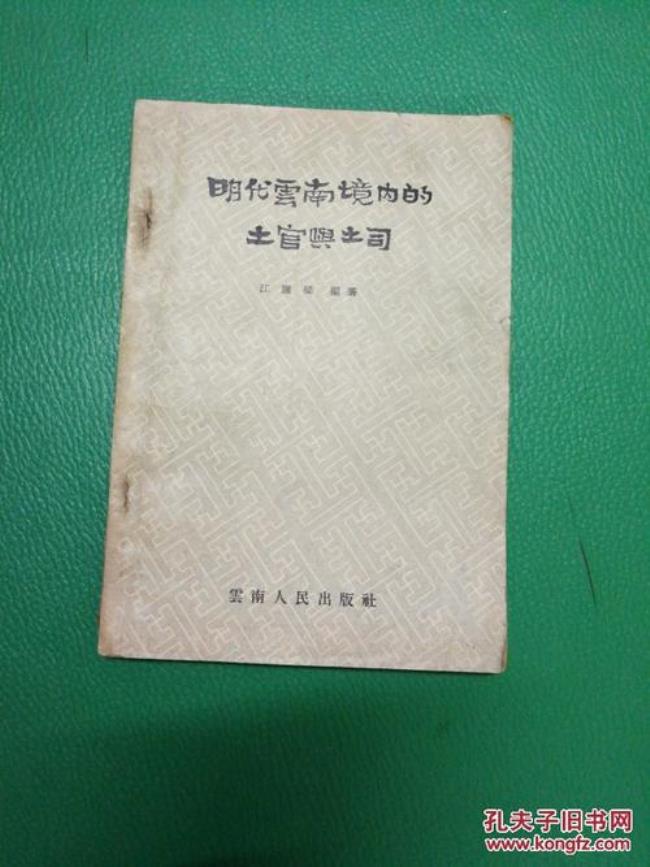 明代雲南境内的
土官與土司
江應樑 編著
雲南人民出版社
孔夫子旧书网
www.kongfz.com